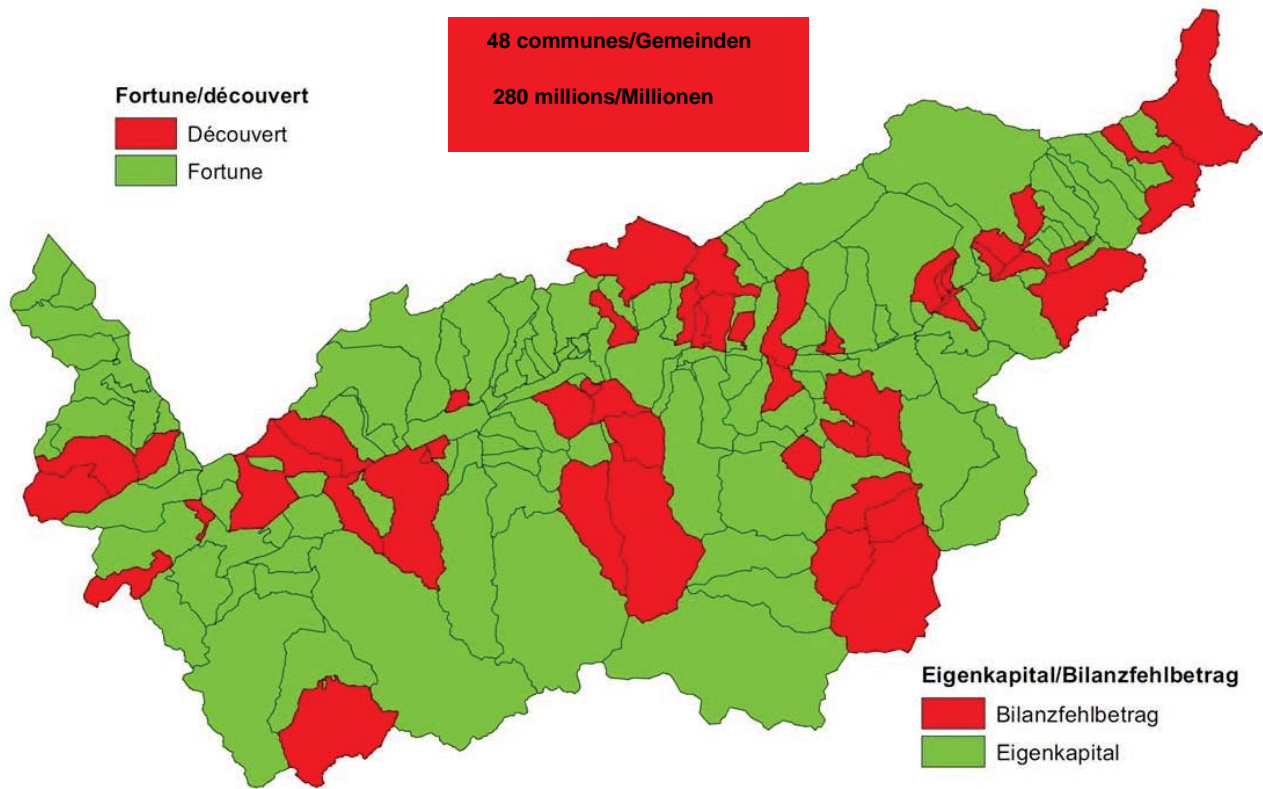 48 communes/Gemeinden
280 millions/Millionen
Fortune/découvert
Découvert
Fortune
Eigenkapital/Bilanzfehlbetrag
Bilanzfehlbetrag
Eigenkapital